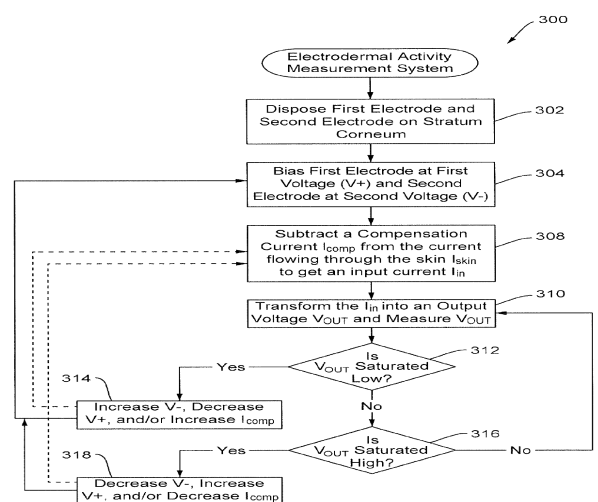 300
Electrodermal Activity
Measurement System
Dispose First Electrode and
Second Electrode on Stratum
Corneum
302
Bias First Electrode at First
Voltage (V+) and Second
Electrode at Second Voltage (V-)
304
Subtract a Compensation
Current Icomp from the current
flowing through the skin Iskin
to get an input current Iin
308
Transform the Iin into an Output
Voltage VOUT and Measure VOUT
310
Is
VOUT Saturated
Low?
312
Yes
No
314
Increase V-, Decrease
V+, and/or Increase Icomp
Is
VOUT Saturated
High?
316
Yes
No
318
Decrease V-, Increase
V+, and/or Decrease Icomp